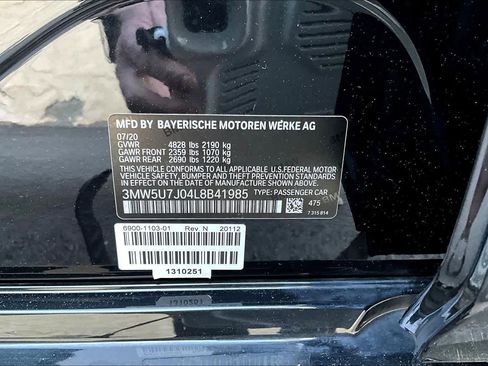 MFD BY BAYERISCHE MOTOREN WERKE AG
07/20
GVWR 4828 lbs 2190 kg
GAWR FRONT 2359 lbs 1070 kg
GAWR REAR 2690 lbs 1220 kg
THIS VEHICLE CONFORMS TO ALL APPLICABLE U.S. FEDERAL MOTOR
VEHICLE SAFETY, BUMPER AND THEFT PREVENTION STANDARDS IN
EFFECT ON THE DATE OF MANUFACTURE SHOWN ABOVE.
3MW5U7J04L8B41985 TYPE: PASSENGER CAR
475
7 315 814
6900-1103-01 Rev. N 20112
1310251